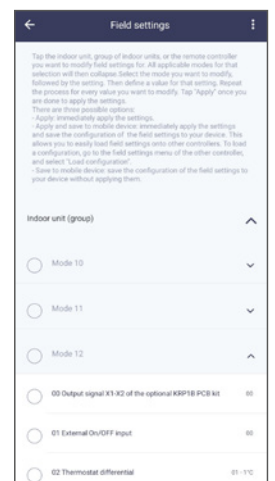 Field settings
Tap the indoor unit, group of indoor units, or the remote controller
you want to modify field settings for. All applicable modes for that
selection will then collapse.Select the mode you want to modify,
followed by the setting. Then define a value for that setting. Repeat
the process for every value you want to modify. Tap 'Apply' once you
are done to apply the settings.
There are three possible options:
- Apply: immediately apply the settings.
- Apply and save to mobile device: immediately apply the settings
and save the configuration of the field settings to your device. This
allows you to easily load field settings onto other controllers. To load
a configuration, go to the field settings menu of the other controller,
and select 'Load configuration'.
- Save to mobile device: save the configuration of the field settings to
your device without applying them.
Indoor unit (group)
Mode 10
Mode 11
Mode 12
00 Output signal X1-X2 of the optional KRP1B PCB kit
01 External On/OFF input
02 Thermostat differential 01 - 1°C